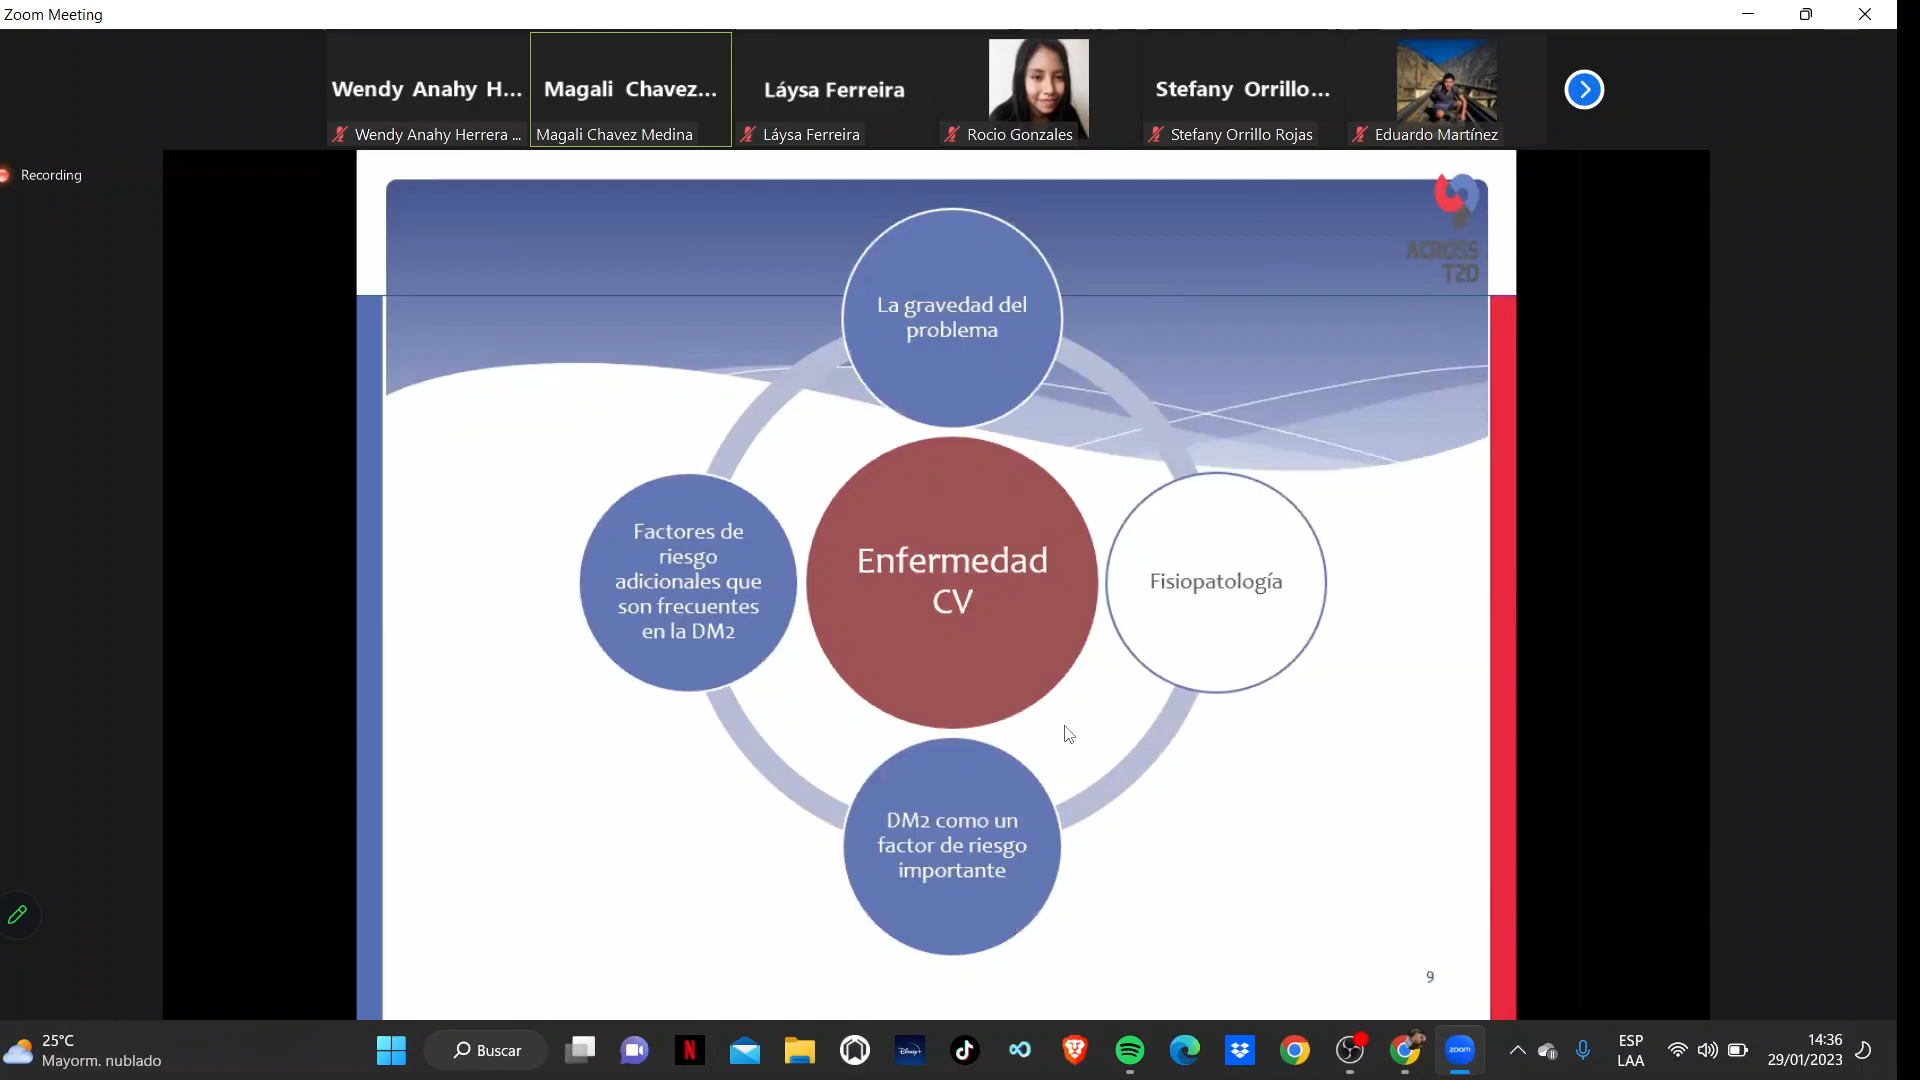 Zoom Meeting
Wendy Anahy H...
Magali Chavez...
Láysa Ferreira
Stefany Orrillo...
Wendy Anahy Herrera ...
Magali Chavez Medina
Láysa Ferreira
Rocio Gonzales
Stefany Orrillo Rojas
Eduardo Martínez
Recording
ACROSS
T2D
La gravedad del
problema
Factores de
riesgo
adicionales que
son frecuentes
en la DM2
Enfermedad
CV
Fisiopatología
DM2 como un
factor de riesgo
importante
9
25°C
Mayorm. nublado
Buscar
N
Disney+
zoom
ESP
LAA
14:36
29/01/2023